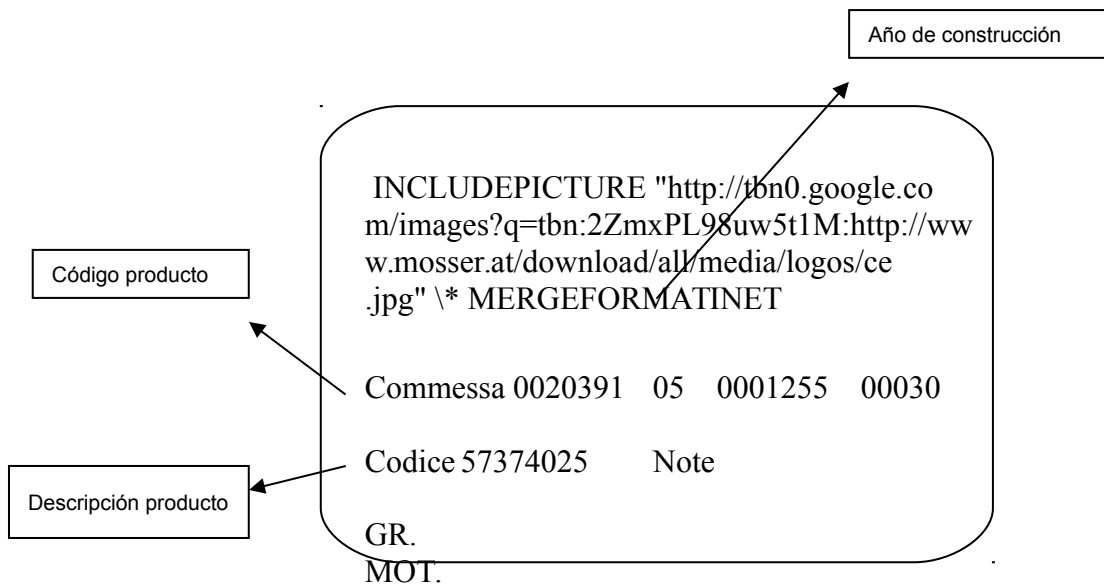 Año de construcción
INCLUDEPICTURE "http://tbn0.google.co
m/images?q=tbn:2ZmxPL98uw5t1M:http://ww
w.mosser.at/download/all/media/logos/ce
.jpg" \* MERGEFORMATINET
Código producto
Commessa 0020391 05 0001255 00030
Codice 57374025 Note
Descripción producto
GR.
MOT.